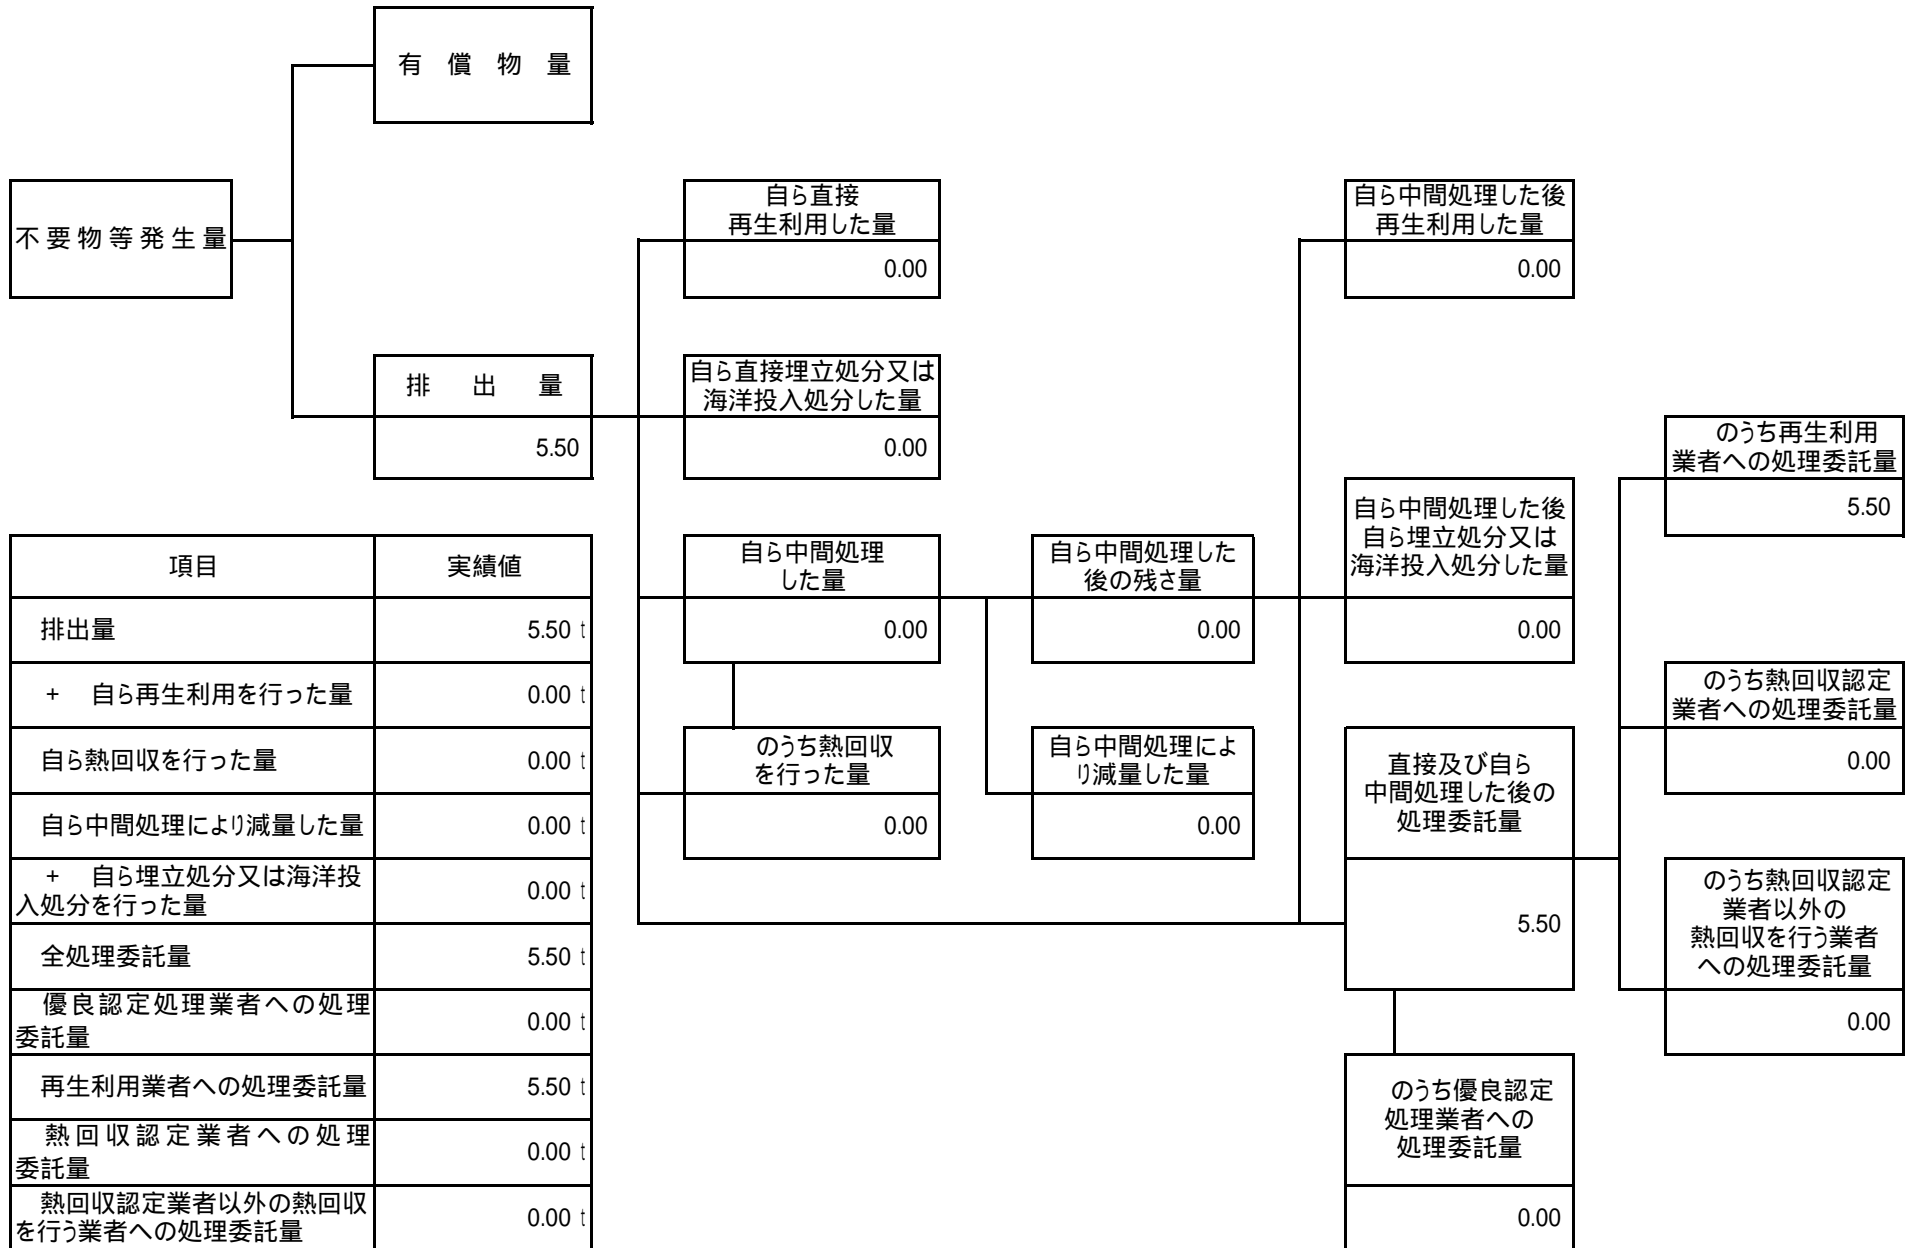 有償物量
不要物等発生量
自ら直接
再生利用した量
0.00
自ら中間処理した後
再生利用した量
0.00
排出量
5.50
自ら直接埋立処分又は
海洋投入処分した量
0.00
のうち再生利用
業者への処理委託量
5.50
自ら中間処理
した量
0.00
自ら中間処理した
後の残さ量
0.00
自ら中間処理した後
自ら埋立処分又は
海洋投入処分した量
0.00
のうち熱回収認定
業者への処理委託量
0.00
のうち熱回収
を行った量
0.00
自ら中間処理によ
り減量した量
0.00
直接及び自ら
中間処理した後の
処理委託量
5.50
のうち熱回収認定
業者以外の
熱回収を行う業者
への処理委託量
0.00
のうち優良認定
処理業者への
処理委託量
0.00
項目 実績値
排出量 5.50 t
+ 自ら再生利用を行った量 0.00 t
自ら熱回収を行った量 0.00 t
自ら中間処理により減量した量 0.00 t
+ 自ら埋立処分又は海洋投
入処分を行った量 0.00 t
全処理委託量 5.50 t
優良認定処理業者への処理
委託量 0.00 t
再生利用業者への処理委託量 5.50 t
熱回収認定業者への処理
委託量 0.00 t
熱回収認定業者以外の熱回収
を行う業者への処理委託量 0.00 t